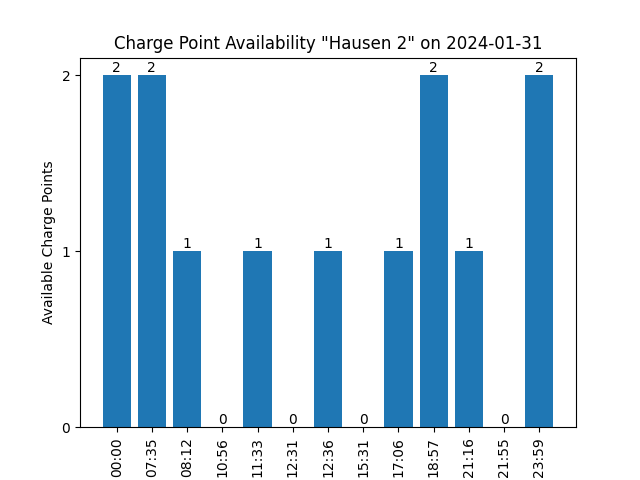 Charge Point Availability "Hausen 2" on 2024-01-31
Available Charge Points
2
1
0
2 2 1 0 1 0 1 0 1 2 1 0 2
00:00 07:35 08:12 10:56 11:33 12:31 12:36 15:31 17:06 18:57 21:16 21:55 23:59